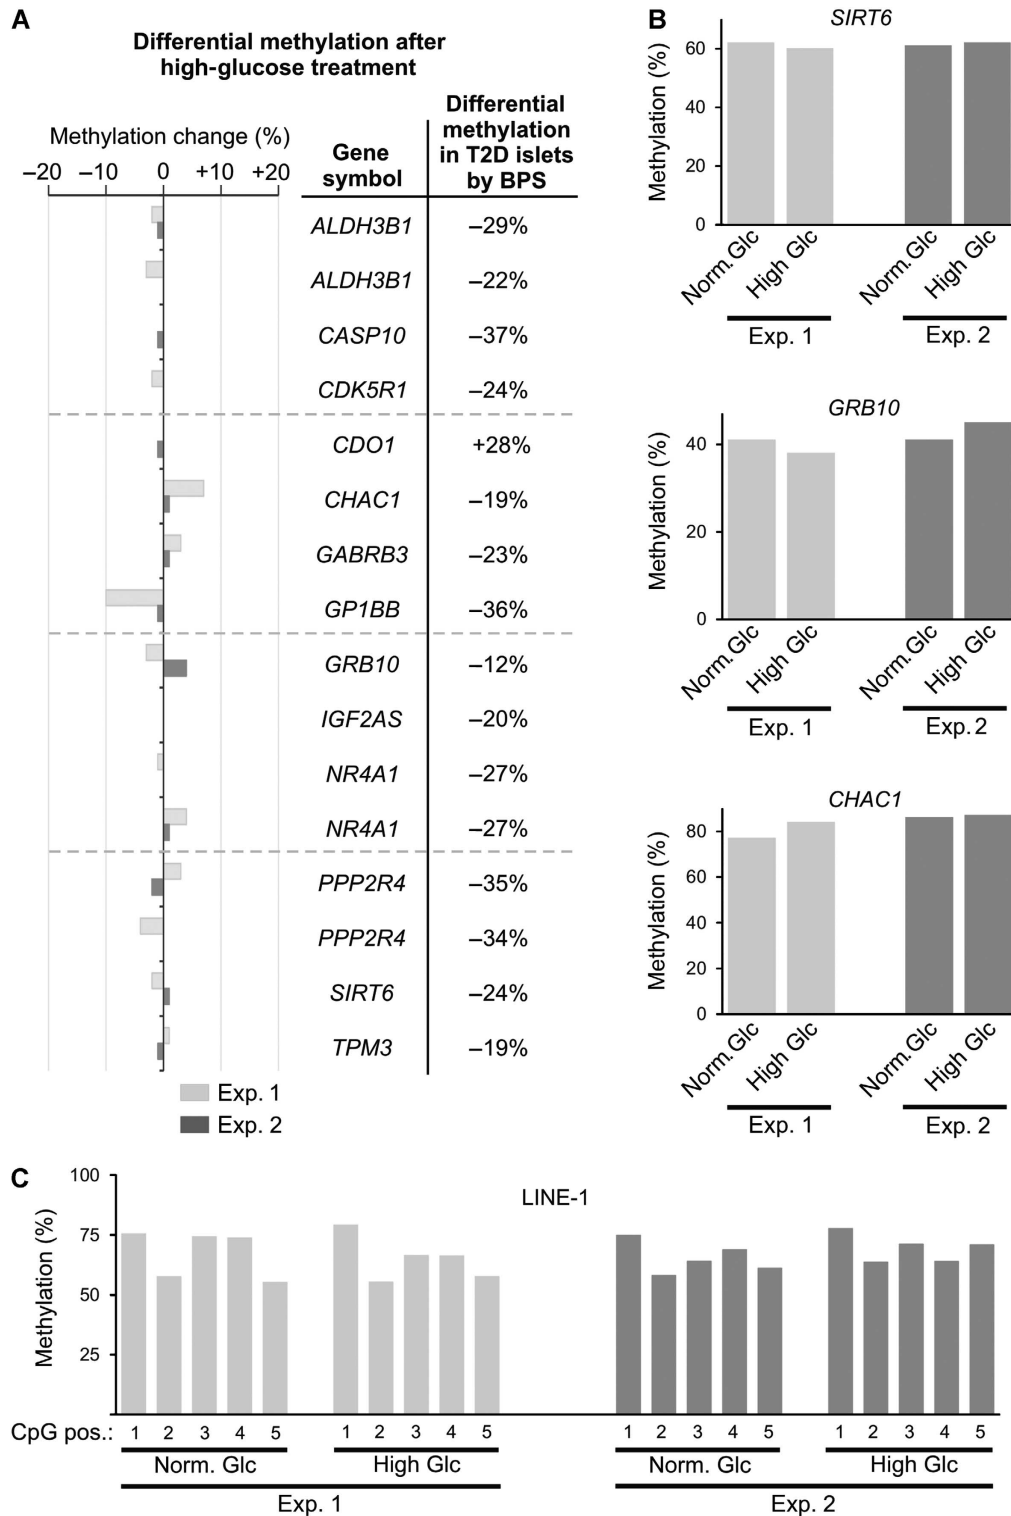 A
Differential methylation after
high-glucose treatment
Methylation change (%)
–20 –10 0 +10 +20
Gene
symbol
Differential
methylation
in T2D islets
by BPS
ALDH3B1 –29%
ALDH3B1 –22%
CASP10 –37%
CDK5R1 –24%
CDO1 +28%
CHAC1 –19%
GABRB3 –23%
GP1BB –36%
GRB10 –12%
IGF2AS –20%
NR4A1 –27%
NR4A1 –27%
PPP2R4 –35%
PPP2R4 –34%
SIRT6 –24%
TPM3 –19%
Exp. 1
Exp. 2
B
SIRT6
Methylation (%)
60
40
20
0
Norm.Glc High Glc Norm.Glc High Glc
Exp. 1 Exp. 2
GRB10
Methylation (%)
40
20
0
Norm.Glc High Glc Norm.Glc High Glc
Exp. 1 Exp. 2
CHAC1
Methylation (%)
80
60
40
20
0
Norm.Glc High Glc Norm.Glc High Glc
Exp. 1 Exp. 2
C
LINE-1
Methylation (%)
100
75
50
25
CpG pos.: 1 2 3 4 5 1 2 3 4 5 1 2 3 4 5 1 2 3 4 5
Norm. Glc High Glc Norm. Glc High Glc
Exp. 1 Exp. 2